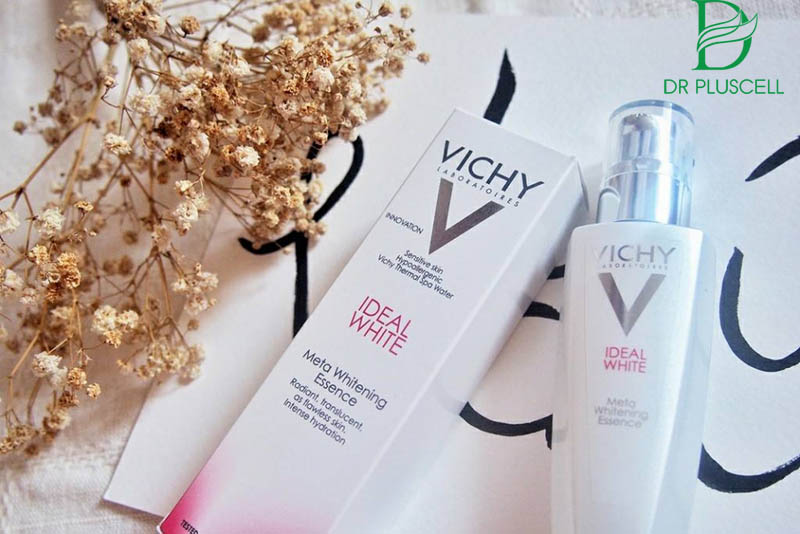 DR PLUSCELL
VICHY
LABORATOIRES
INNOVATION
Sensitive skin
Hypoallergenic
Vichy Thermal Spa Water
IDEAL
WHITE
Meta Whitening
Essence
Radiant, translucent,
as flawless skin.
Intense hydration
TESTED
VICHY
LABORATOIRES
IDEAL
WHITE
Meta
Whitening
Essence